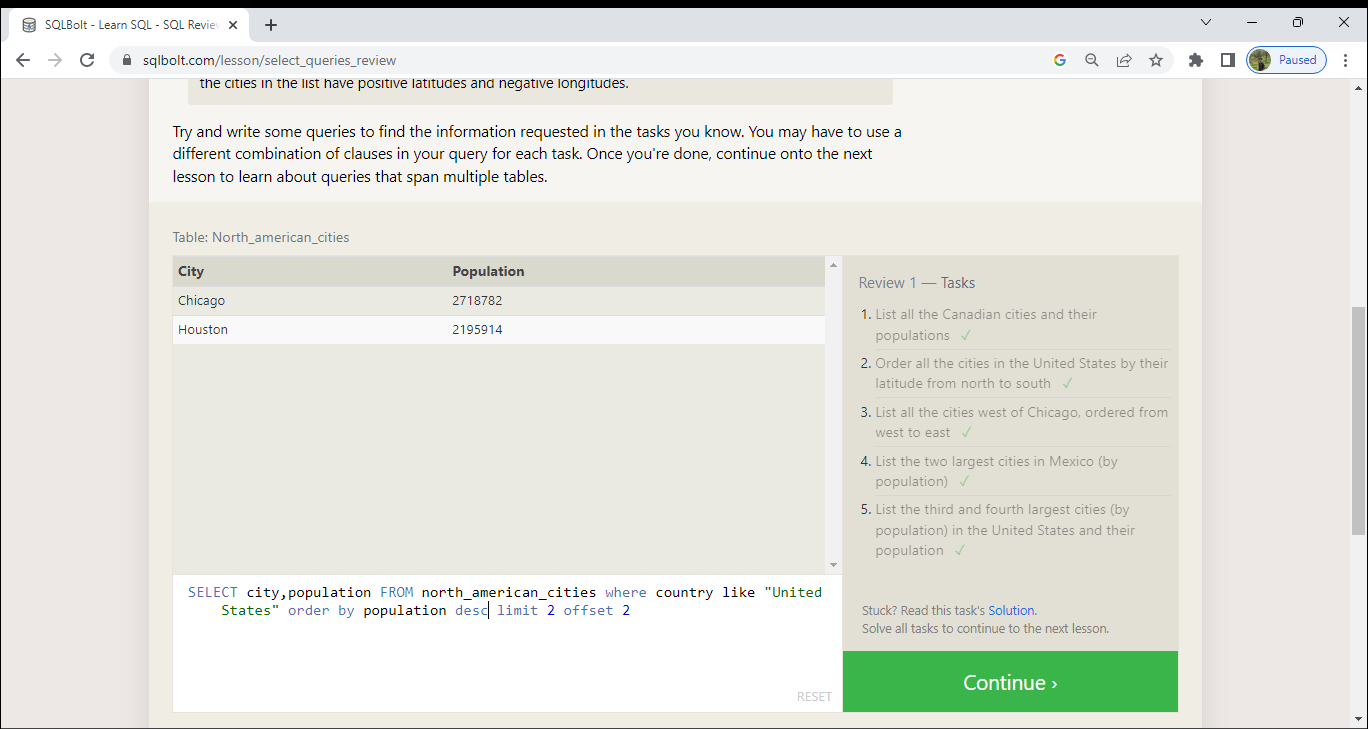 SQLBolt - Learn SQL - SQL Revie
sqlbolt.com/lesson/select_queries_review
Paused
the cities in the list have positive latitudes and negative longitudes.
Try and write some queries to find the information requested in the tasks you know. You may have to use a
different combination of clauses in your query for each task. Once you're done, continue onto the next
lesson to learn about queries that span multiple tables.
Table: North_american_cities
City Population
Chicago 2718782
Houston 2195914
SELECT city,population FROM north_american_cities where country like "United
States" order by population desc limit 2 offset 2
RESET
Review 1 — Tasks
1. List all the Canadian cities and their
populations ✓
2. Order all the cities in the United States by their
latitude from north to south ✓
3. List all the cities west of Chicago, ordered from
west to east ✓
4. List the two largest cities in Mexico (by
population) ✓
5. List the third and fourth largest cities (by
population) in the United States and their
population ✓
Stuck? Read this task's Solution.
Solve all tasks to continue to the next lesson.
Continue ›